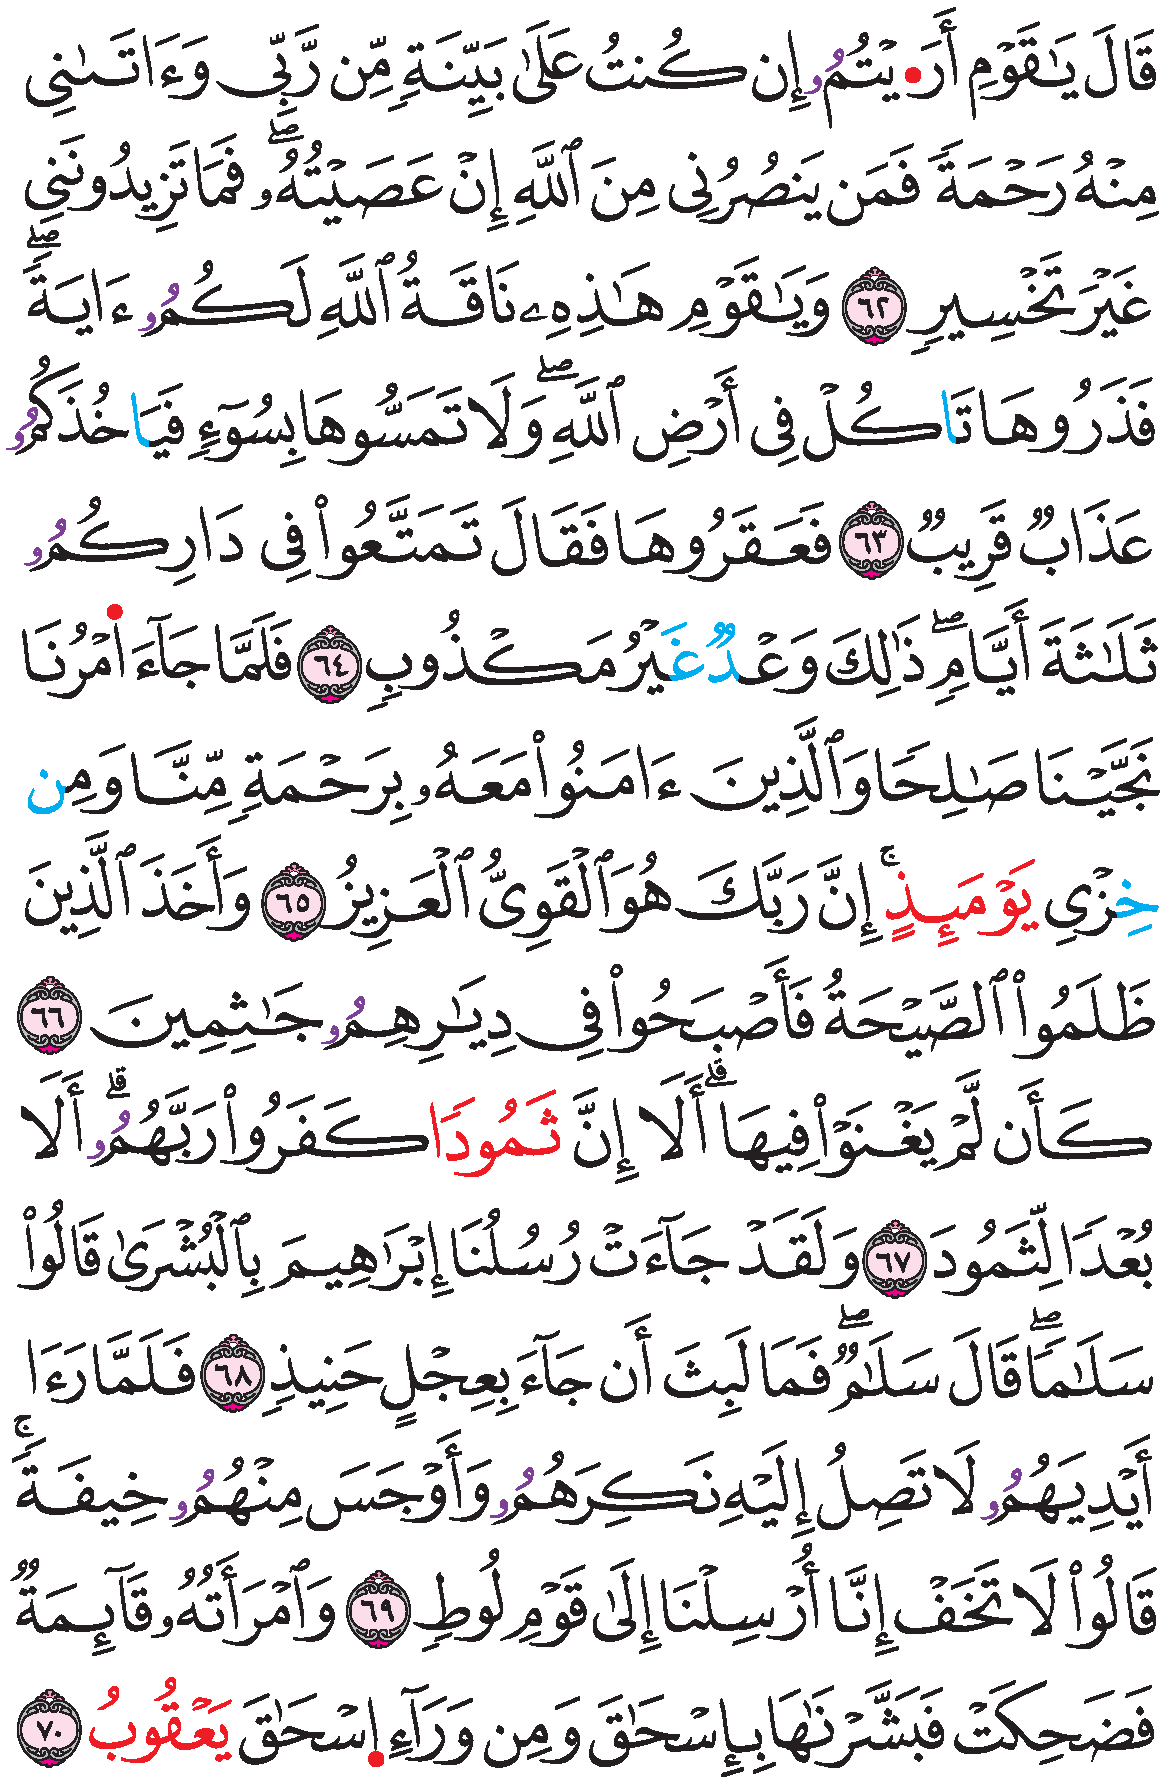 قَالَ يَٰقَوْمِ أَرَ•يْتُمُۥ إِن كُنتُ عَلَىٰ بَيِّنَةٍ مِّن رَّبِّى وَءَاتَىٰنِى
مِنْهُ رَحْمَةً فَمَن يَنصُرُنِى مِنَ ٱللَّهِ إِنْ عَصَيْتُهُۥۖ فَمَا تَزِيدُونَنِى
غَيْرَ تَخْسِيرٍ ٦٢ وَيَٰقَوْمِ هَٰذِهِۦ نَاقَةُ ٱللَّهِ لَكُمُۥ ءَايَةًۖ
فَذَرُوهَا تَاكُلْ فِى أَرْضِ ٱللَّهِۖ وَلَا تَمَسُّوهَا بِسُوٓءٍ فَيَاخُذَكُمُۥ
عَذَابٌ قَرِيبٌ ٦٣ فَعَقَرُوهَا فَقَالَ تَمَتَّعُوا۟ فِى دَارِكُمُۥ
ثَلَٰثَةَ أَيَّامٍۖ ذَٰلِكَ وَعْدٌ غَيْرُ مَكْذُوبٍ ٦٤ فَلَمَّا جَآءَ اَ۬مْرُنَا
نَجَّيْنَا صَٰلِحًا وَٱلَّذِينَ ءَامَنُوا۟ مَعَهُۥ بِرَحْمَةٍ مِّنَّا وَمِن
خِزْىِ يَوْمَئِذٍۚ إِنَّ رَبَّكَ هُوَ ٱلْقَوِىُّ ٱلْعَزِيزُ ٦٥ وَأَخَذَ ٱلَّذِينَ
ظَلَمُوا۟ ٱلصَّيْحَةُ فَأَصْبَحُوا۟ فِى دِيَٰرِهِمُۥ جَٰثِمِينَ ٦٦
كَأَن لَّمْ يَغْنَوْا۟ فِيهَاۗ أَلَا إِنَّ ثَمُودًا كَفَرُوا۟ رَبَّهُمُۥۗ أَلَا
بُعْدًا لِّثَمُودَ ٦٧ وَلَقَدْ جَآءَتْ رُسُلُنَا إِبْرَٰهِيمَ بِٱلْبُشْرَىٰ قَالُوا۟
سَلَٰمًاۖ قَالَ سَلَٰمٌۖ فَمَا لَبِثَ أَن جَآءَ بِعِجْلٍ حَنِيذٍ ٦٨ فَلَمَّا رَءَا
أَيْدِيَهُمُۥ لَا تَصِلُ إِلَيْهِ نَكِرَهُمُۥ وَأَوْجَسَ مِنْهُمُۥ خِيفَةًۚ
قَالُوا۟ لَا تَخَفْ إِنَّا أُرْسِلْنَا إِلَىٰ قَوْمِ لُوطٍ ٦٩ وَٱمْرَأَتُهُۥ قَآئِمَةٌ
فَضَحِكَتْ فَبَشَّرْنَٰهَا بِإِسْحَٰقَ وَمِن وَرَآءِ اِ۪سْحَٰقَ يَعْقُوبُ ٧٠